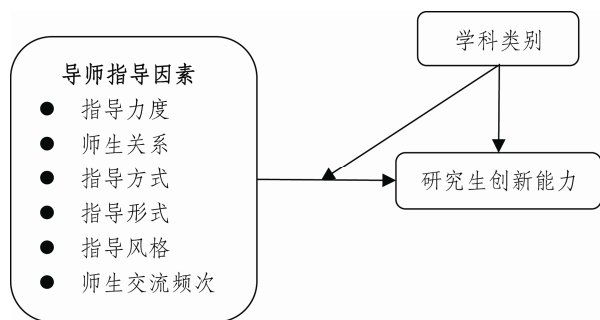 导师指导因素
● 指导力度
● 师生关系
● 指导方式
● 指导形式
● 指导风格
● 师生交流频次
学科类别
研究生创新能力